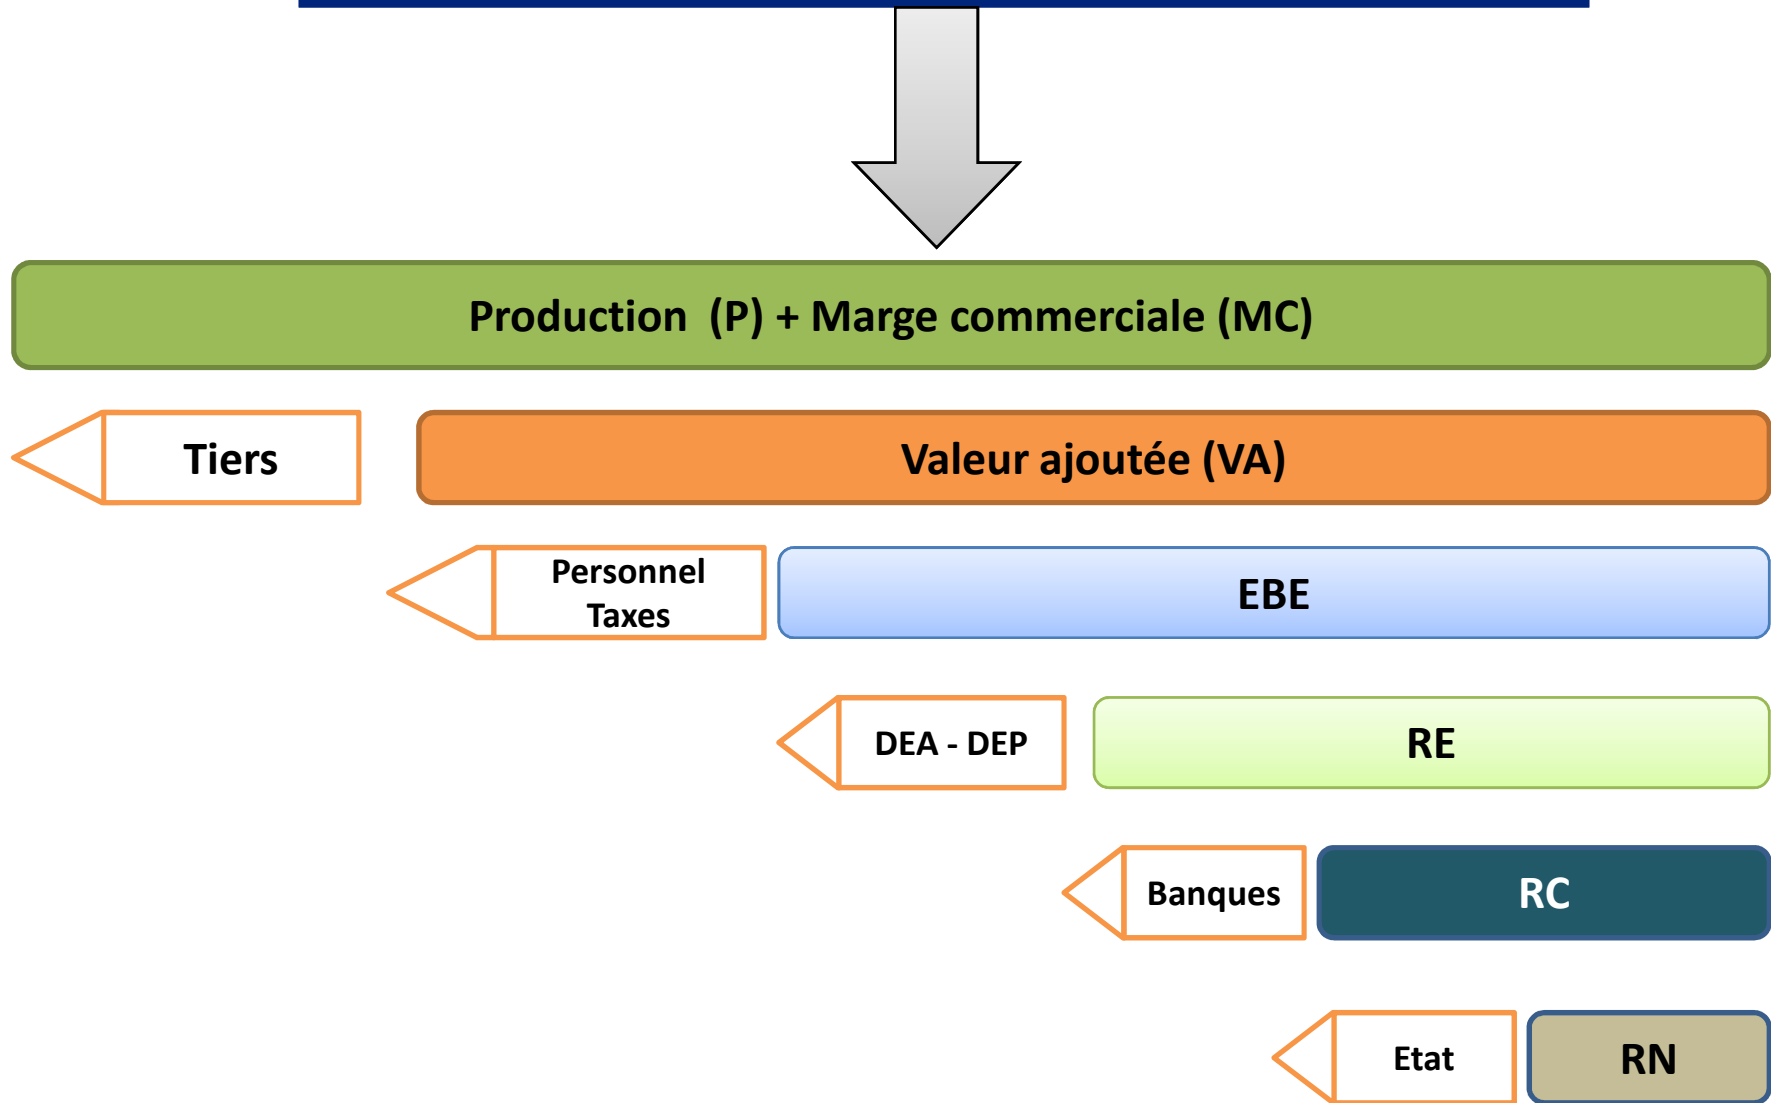 Production (P) + Marge commerciale (MC)
Tiers
Valeur ajoutée (VA)
Personnel
Taxes
EBE
DEA - DEP
RE
Banques
RC
Etat
RN